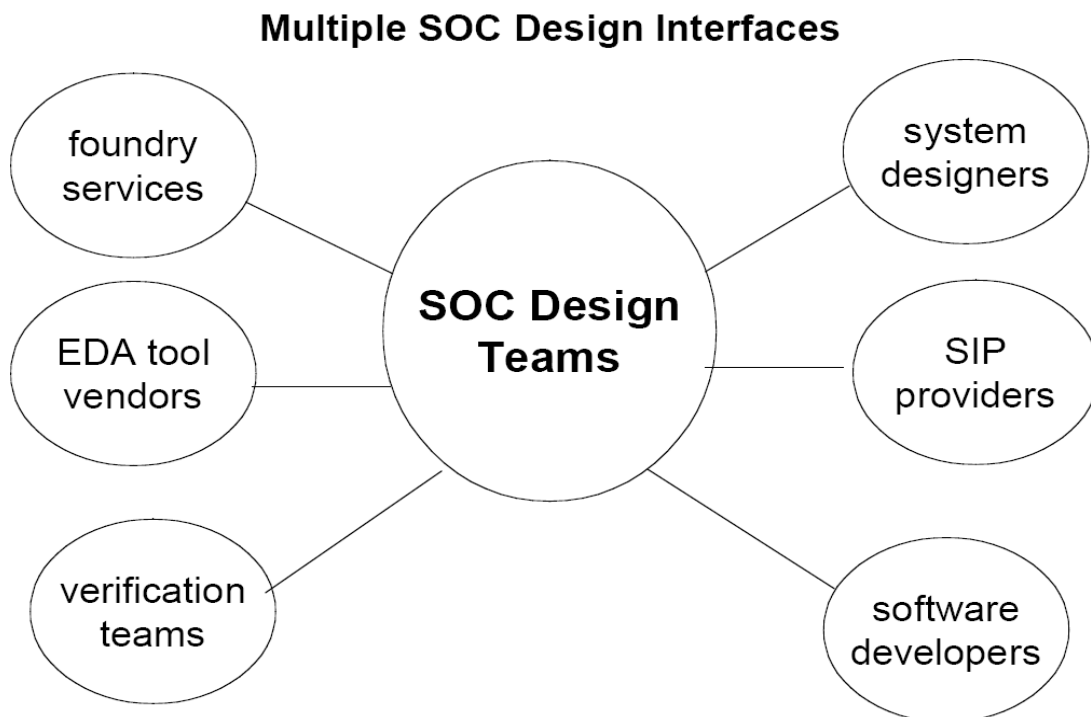 Multiple SOC Design Interfaces
foundry
services
system
designers
SOC Design
Teams
EDA tool
vendors
SIP
providers
verification
teams
software
developers